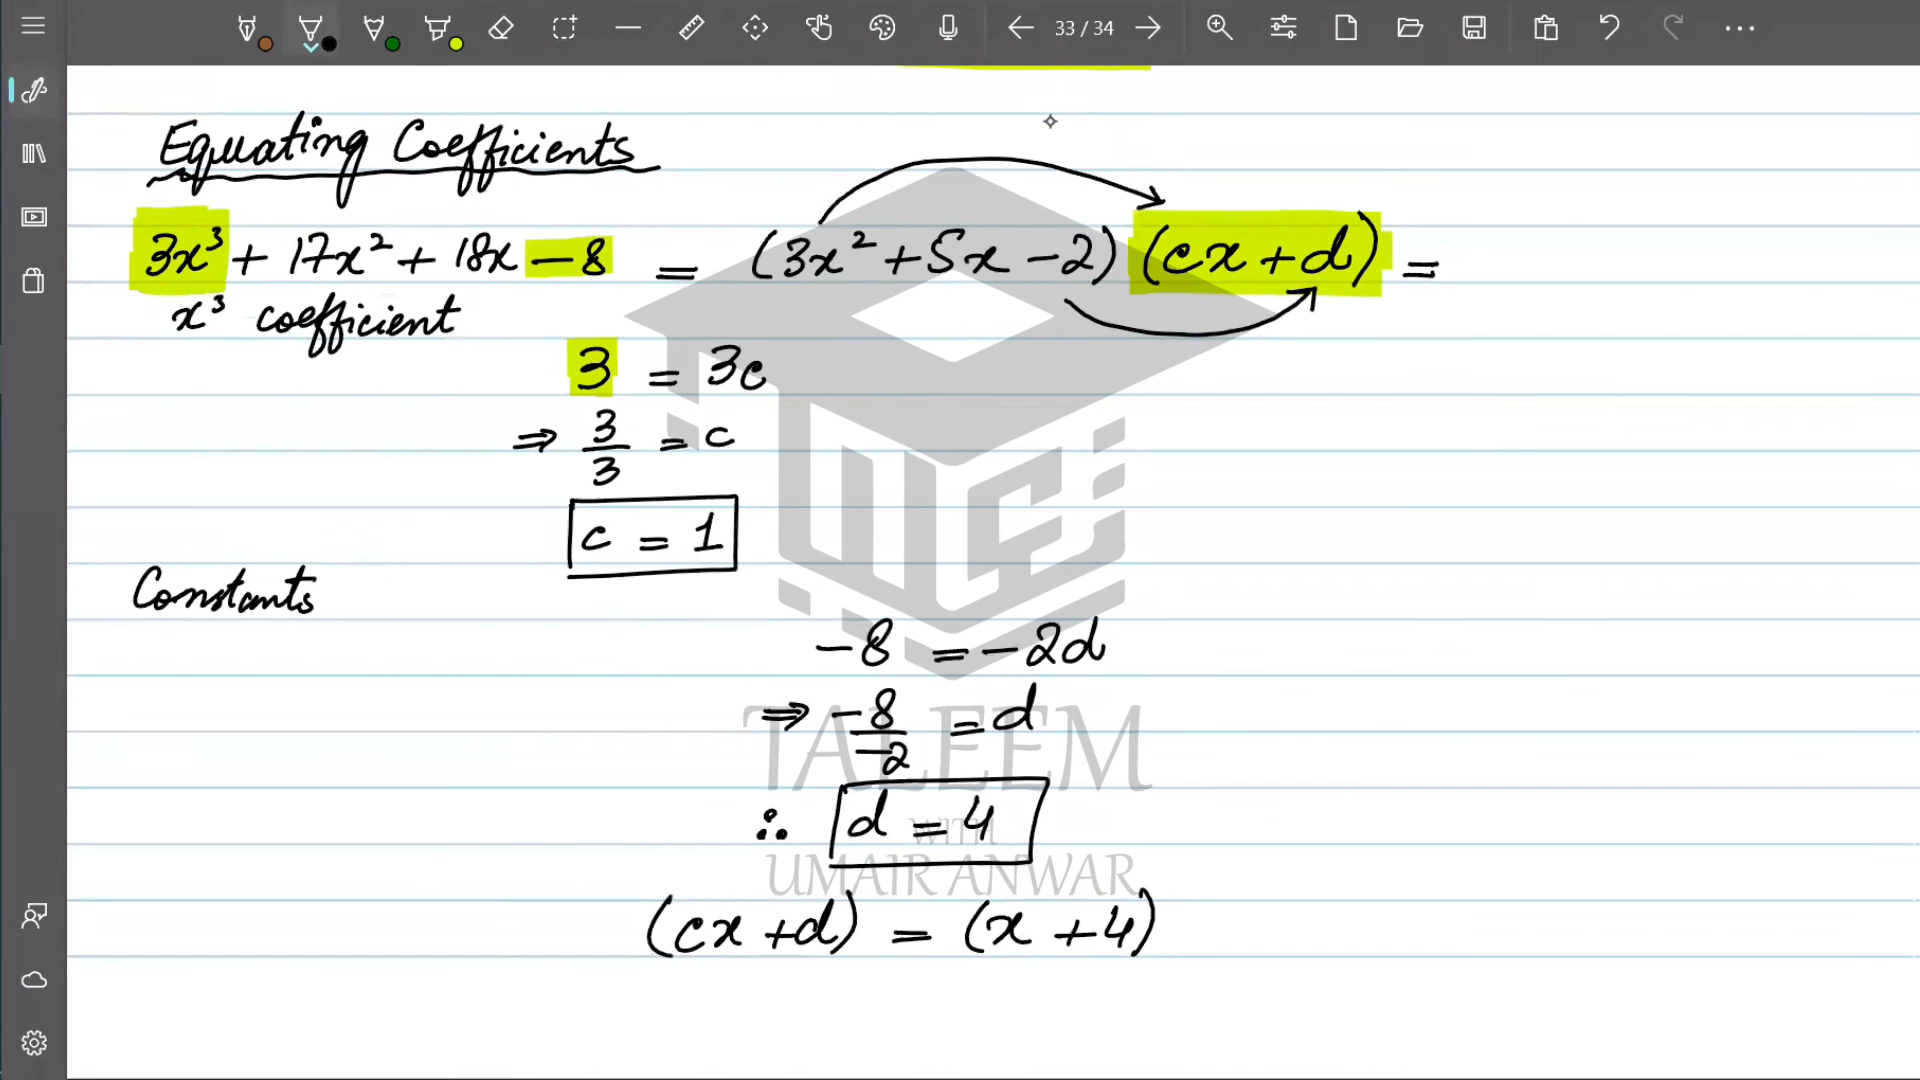 33 / 34
Equating Coefficients
3x³ + 17x² + 18x - 8 = (3x² + 5x - 2) (cx + d) =
x³ coefficient
3 = 3c
⇒ 3/3 = c
c = 1
Constants
-8 = -2d
⇒ -8/-2 = d
∴ d = 4
(cx + d) = (x + 4)
TALEEM
WITH
UMAIR ANWAR